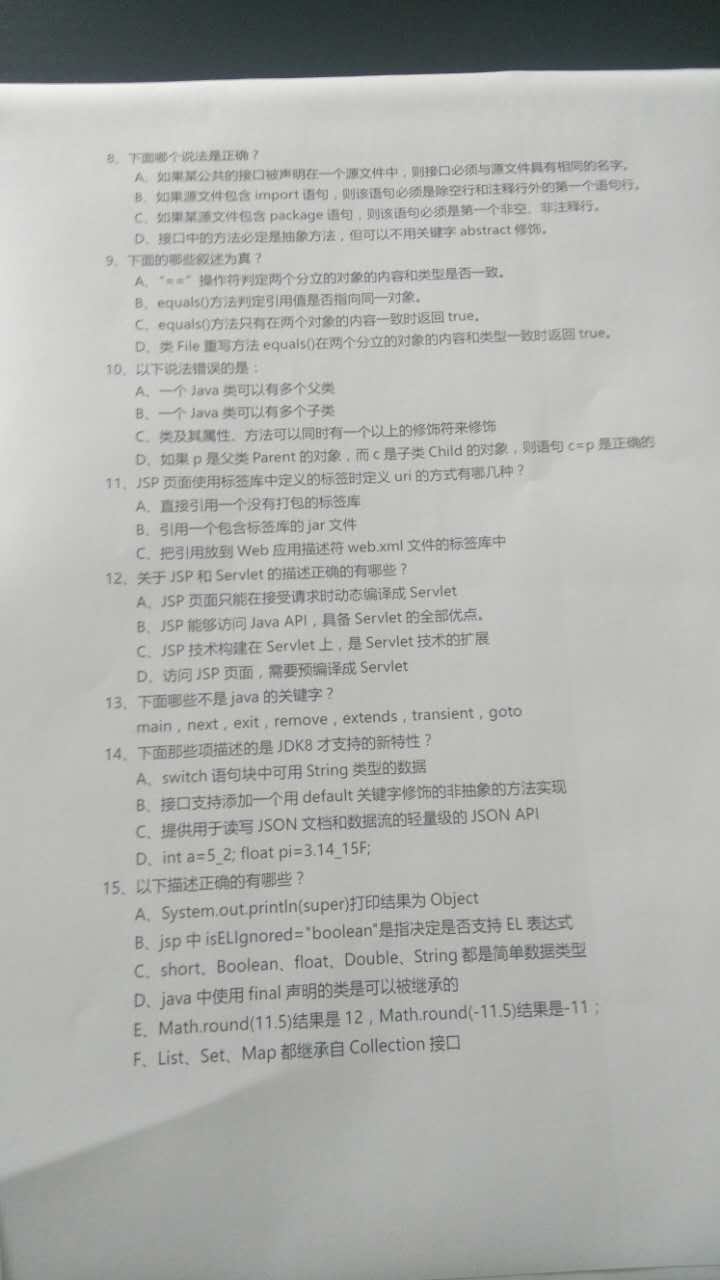 8、下面哪个说法是正确？
A、如果某公共的接口被声明在一个源文件中，则接口必须与源文件具有相同的名字。
B、如果源文件包含 import 语句，则该语句必须是除空行和注释行外的第一个语句行。
C、如果某源文件包含 package 语句，则该语句必须是第一个非空、非注释行。
D、接口中的方法必定是抽象方法，但可以不用关键字 abstract 修饰。
9、下面的哪些叙述为真？
A、“==”操作符判定两个分立的对象的内容和类型是否一致。
B、equals()方法判定引用值是否指向同一对象。
C、equals()方法只有在两个对象的内容一致时返回 true。
D、类 File 重写方法 equals()在两个分立的对象的内容和类型一致时返回 true。
10、以下说法错误的是：
A、一个 Java 类可以有多个父类
B、一个 Java 类可以有多个子类
C、类及其属性、方法可以同时有一个以上的修饰符来修饰
D、如果 p 是父类 Parent 的对象，而 c 是子类 Child 的对象，则语句 c=p 是正确的
11、JSP 页面使用标签库中定义的标签时定义 uri 的方式有哪几种？
A、直接引用一个没有打包的标签库
B、引用一个包含标签库的 jar 文件
C、把引用放到 Web 应用描述符 web.xml 文件的标签库中
12、关于 JSP 和 Servlet 的描述正确的有哪些？
A、JSP 页面只能在接受请求时动态编译成 Servlet
B、JSP 能够访问 Java API，具备 Servlet 的全部优点。
C、JSP 技术构建在 Servlet 上，是 Servlet 技术的扩展
D、访问 JSP 页面，需要预编译成 Servlet
13、下面哪些不是 java 的关键字？
main，next，exit，remove，extends，transient，goto
14、下面那些项描述的是 JDK8 才支持的新特性？
A、switch 语句块中可用 String 类型的数据
B、接口支持添加一个用 default 关键字修饰的非抽象的方法实现
C、提供用于读写 JSON 文档和数据流的轻量级的 JSON API
D、int a=5_2; float pi=3.14_15F;
15、以下描述正确的有哪些？
A、System.out.println(super)打印结果为 Object
B、jsp 中 isELIgnored="boolean"是指决定是否支持 EL 表达式
C、short、Boolean、float、Double、String 都是简单数据类型
D、java 中使用 final 声明的类是可以被继承的
E、Math.round(11.5)结果是 12，Math.round(-11.5)结果是-11；
F、List、Set、Map 都继承自 Collection 接口